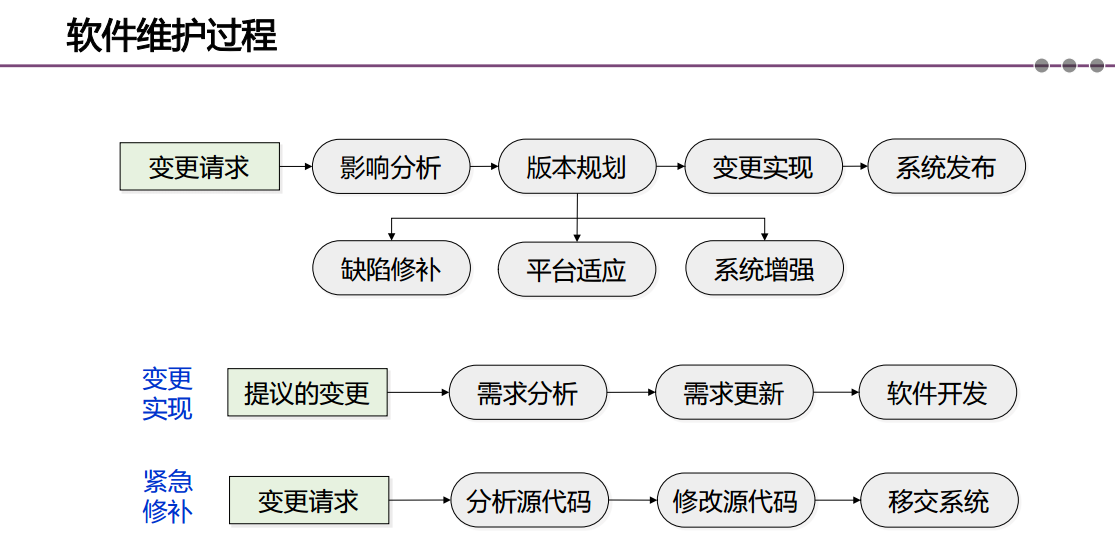 软件维护过程
变更请求
影响分析
版本规划
变更实现
系统发布
缺陷修补
平台适应
系统增强
变更
实现
提议的变更
需求分析
需求更新
软件开发
紧急
修补
变更请求
分析源代码
修改源代码
移交系统